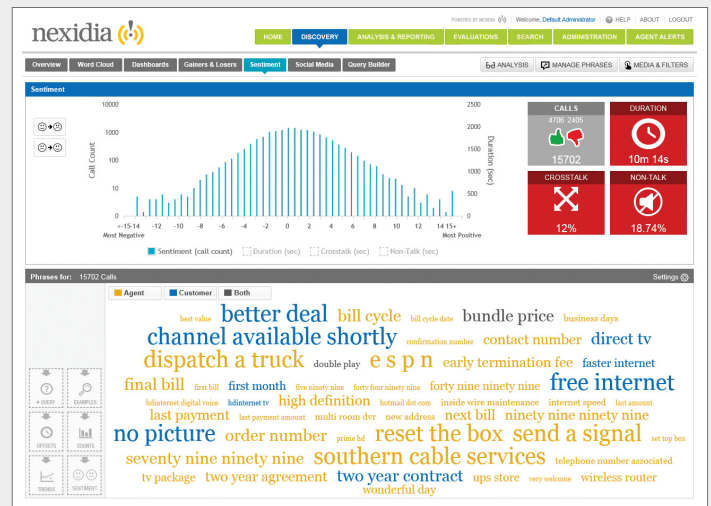 POWERED BY NEXIDIA Welcome, Default Administrator HELP ABOUT LOGOUT
nexidia
HOME DISCOVERY ANALYSIS & REPORTING EVALUATIONS SEARCH ADMINISTRATION AGENT ALERTS
Overview Word Cloud Dashboards Gainers & Losers Sentiment Social Media Query Builder ANALYSIS MANAGE PHRASES MEDIA & FILTERS
Sentiment
10000 2500
1000 2000
100 1500
1000
10 500
0 0
Call Count
Duration (sec)
<-15-14 -12 -10 -8 -6 -4 -2 0 2 4 6 8 10 12 14 15+
Most Negative Most Positive
Sentiment (call count) Duration (sec) Crosstalk (sec) Non-Talk (sec)
CALLS
4706 2405
15702
DURATION
10m 14s
CROSSTALK
12%
NON-TALK
18.74%
Phrases for: 15702 Calls Settings
Agent Customer Both
best value better deal bill cycle bill cycle date bundle price business days
channel available shortly confirmation number contact number direct tv
dispatch a truck double play e s p n early termination fee faster internet
final bill first bill first month five ninety nine forty four ninety nine forty nine ninety nine free internet
hdinternet digital voice hdinternet tv high definition hotmail dot com inside wire maintenance internet speed last amount
last payment last payment amount multi room dvr new address next bill ninety nine ninety nine
no picture order number prime hd reset the box send a signal set top box
seventy nine ninety nine southern cable services telephone number associated
tv package two year agreement two year contract ups store very welcome wireless router
wonderful day
+ QUERY EXAMPLES
OFFSETS COUNTS
TRENDS SENTIMENT